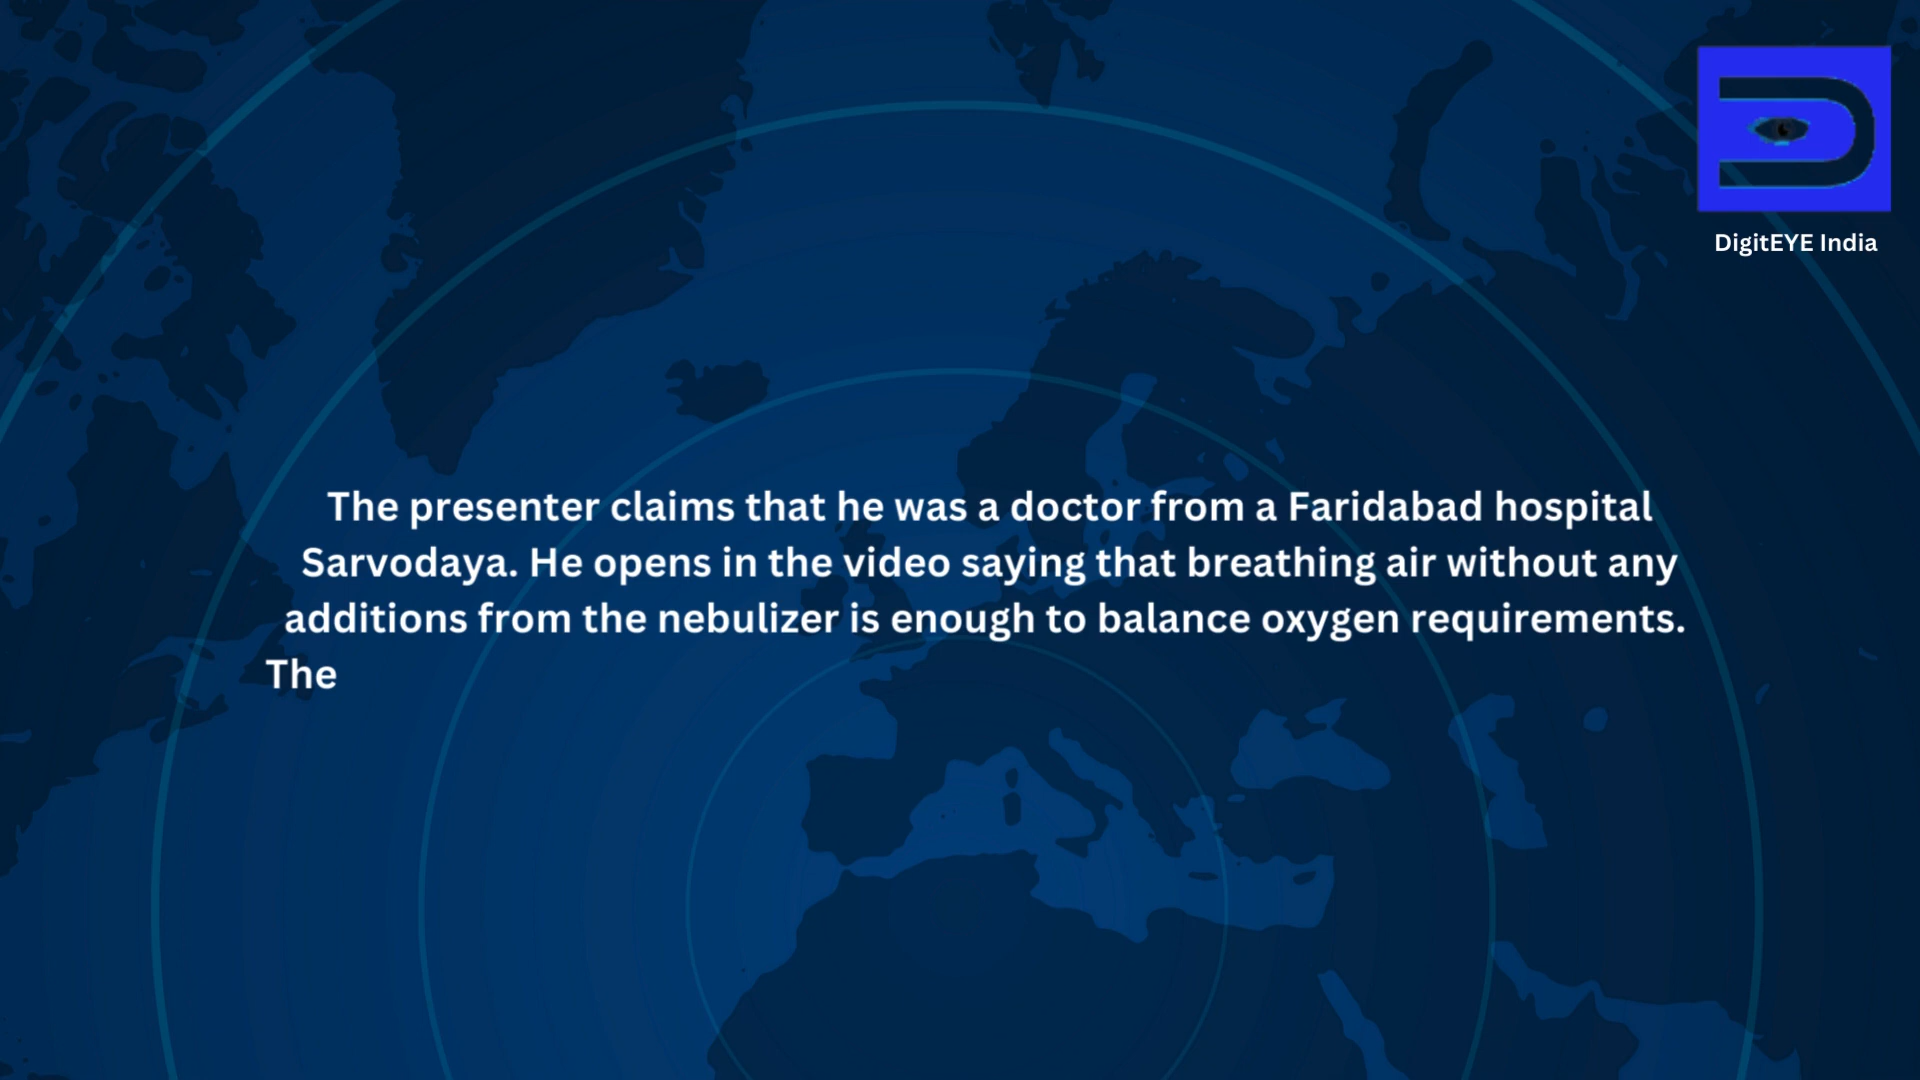 DigitEYE India
The presenter claims that he was a doctor from a Faridabad hospital
Sarvodaya. He opens in the video saying that breathing air without any
additions from the nebulizer is enough to balance oxygen requirements.
The